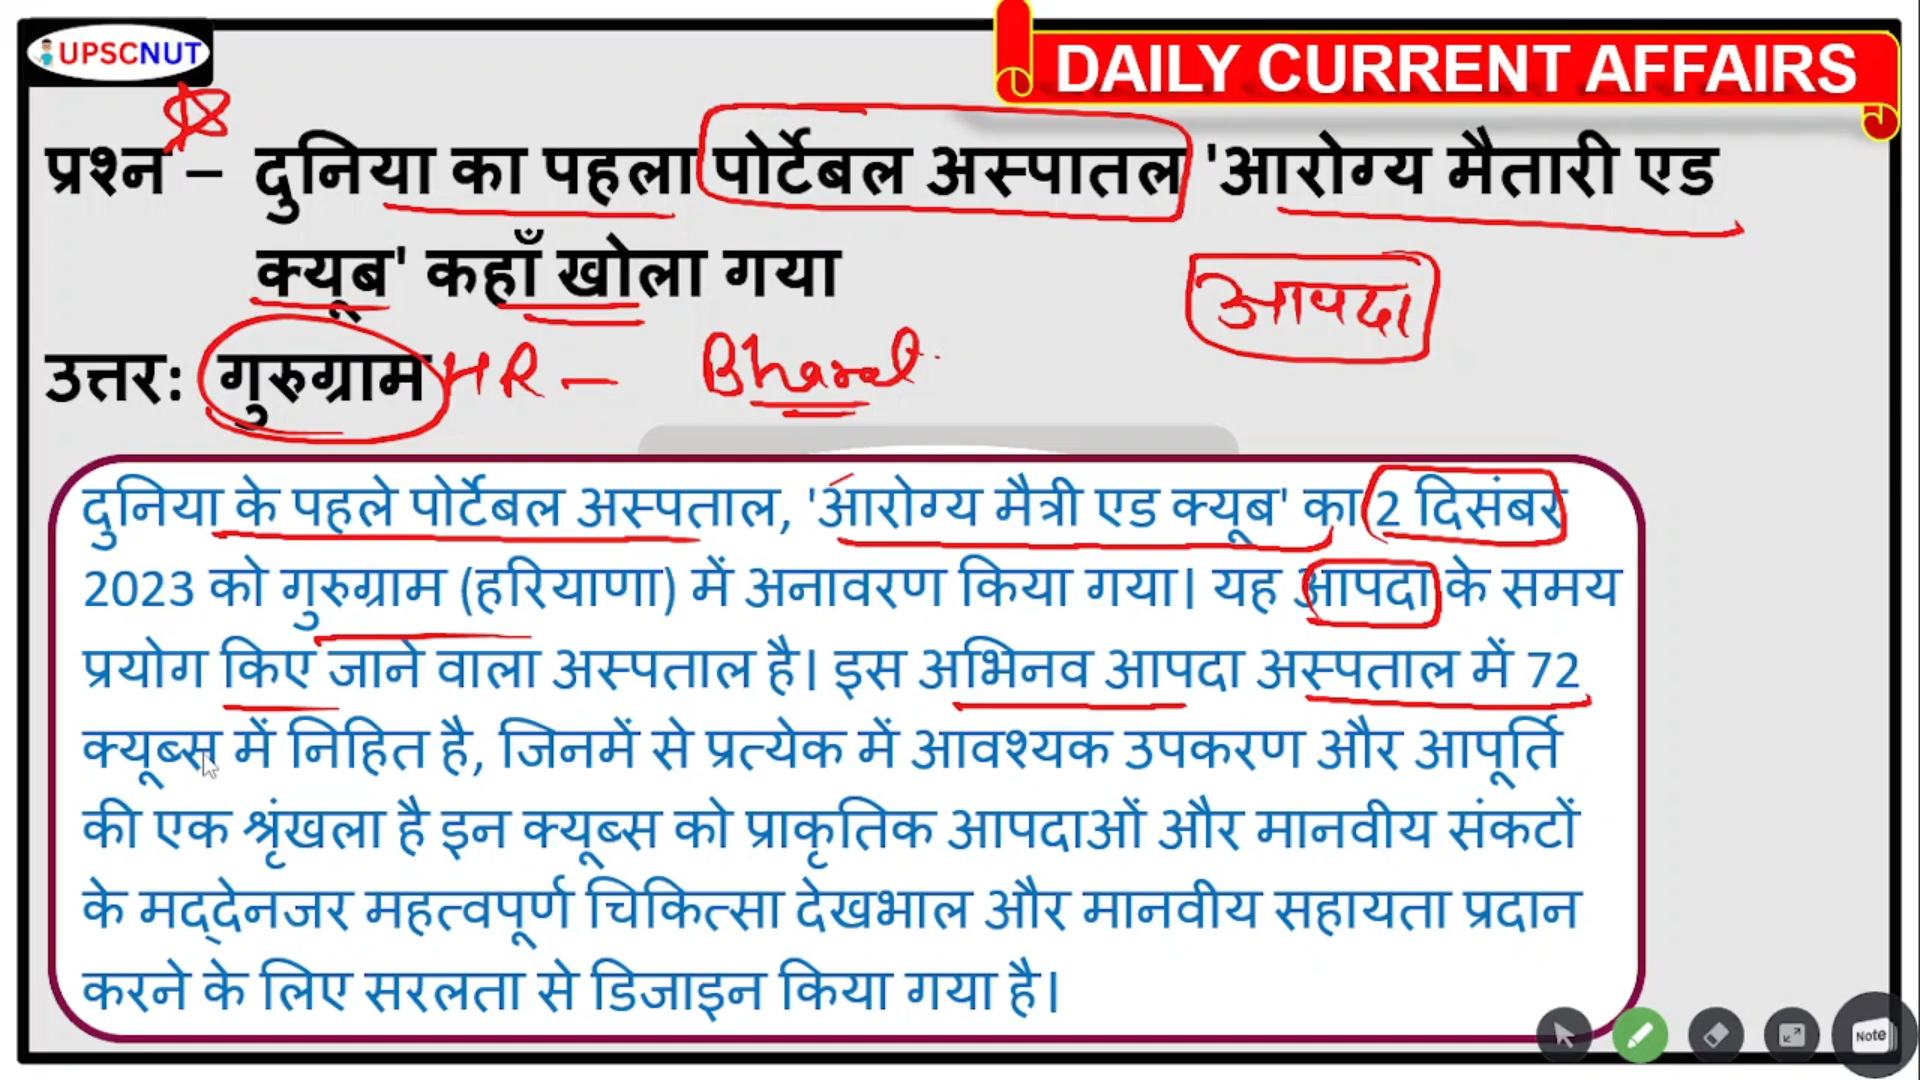 UPSCNUT
DAILY CURRENT AFFAIRS
प्रश्न – दुनिया का पहला पोर्टेबल अस्पातल 'आरोग्य मैतारी एड
क्यूब' कहाँ खोला गया
आपदा
उत्तर: गुरुग्राम HR – Bharat
दुनिया के पहले पोर्टेबल अस्पताल, 'आरोग्य मैत्री एड क्यूब' का 2 दिसंबर
2023 को गुरुग्राम (हरियाणा) में अनावरण किया गया। यह आपदा के समय
प्रयोग किए जाने वाला अस्पताल है। इस अभिनव आपदा अस्पताल में 72
क्यूब्स में निहित है, जिनमें से प्रत्येक में आवश्यक उपकरण और आपूर्ति
की एक श्रृंखला है इन क्यूब्स को प्राकृतिक आपदाओं और मानवीय संकटों
के मद्देनजर महत्वपूर्ण चिकित्सा देखभाल और मानवीय सहायता प्रदान
करने के लिए सरलता से डिजाइन किया गया है।
Note